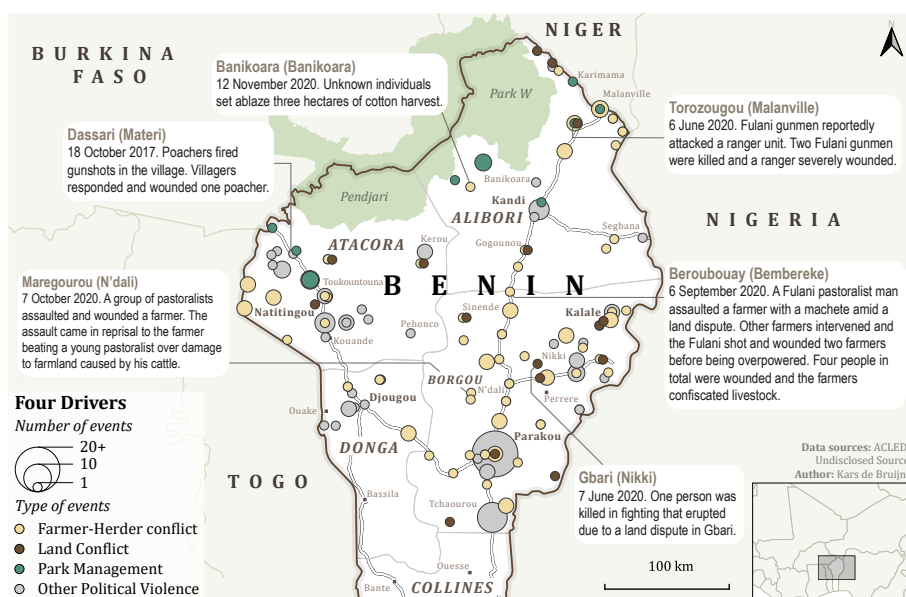 NIGER
BURKINA
FASO
N
Banikoara (Banikoara)
12 November 2020. Unknown individuals
set ablaze three hectares of cotton harvest.
Park W
Karimama
Malanville
Torozougou (Malanville)
6 June 2020. Fulani gunmen reportedly
attacked a ranger unit. Two Fulani gunmen
were killed and a ranger severely wounded.
Dassari (Materi)
18 October 2017. Poachers fired
gunshots in the village. Villagers
responded and wounded one poacher.
Pendjari
Banikoara
Kandi
ALIBORI
NIGERIA
Segbana
ATACORA
Kerou
Gogounou
Toukountouna
BENIN
Maregourou (N'dali)
7 October 2020. A group of pastoralists
assaulted and wounded a farmer. The
assault came in reprisal to the farmer
beating a young pastoralist over damage
to farmland caused by his cattle.
Beroubouay (Bembereke)
6 September 2020. A Fulani pastoralist man
assaulted a farmer with a machete amid a
land dispute. Other farmers intervened and
the Fulani shot and wounded two farmers
before being overpowered. Four people in
total were wounded and the farmers
confiscated livestock.
Natitingou
Sinende
Kalale
Pehonco
Kouande
Nikki
BORGOU
N'dali
Perrere
Djougou
Ouake
Parakou
DONGA
TOGO
Bassila
Tchaourou
Gbari (Nikki)
7 June 2020. One person was
killed in fighting that erupted
due to a land dispute in Gbari.
Ouesse
Bante
COLLINES
Four Drivers
Number of events
20+
10
1
Type of events
Farmer-Herder conflict
Land Conflict
Park Management
Other Political Violence
Data sources: ACLED
Undisclosed Source
Author: Kars de Bruijn
100 km